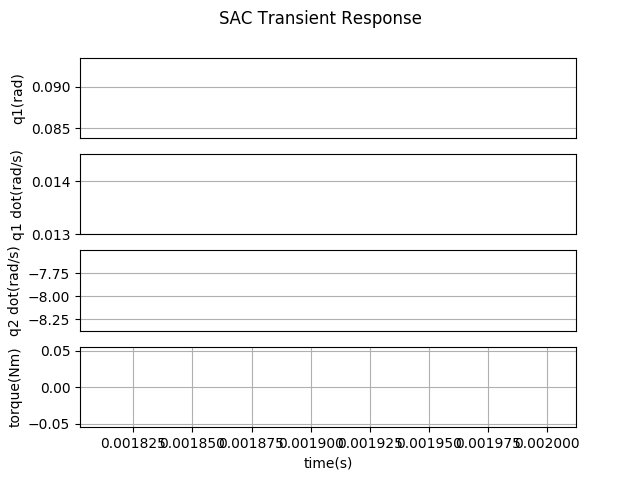 SAC Transient Response
q1(rad)
0.090
0.085
q1 dot(rad/s)
0.014
0.013
q2 dot(rad/s)
−7.75
−8.00
−8.25
torque(Nm)
0.05
0.00
−0.05
0.001825 0.001850 0.001875 0.001900 0.001925 0.001950 0.001975 0.002000
time(s)